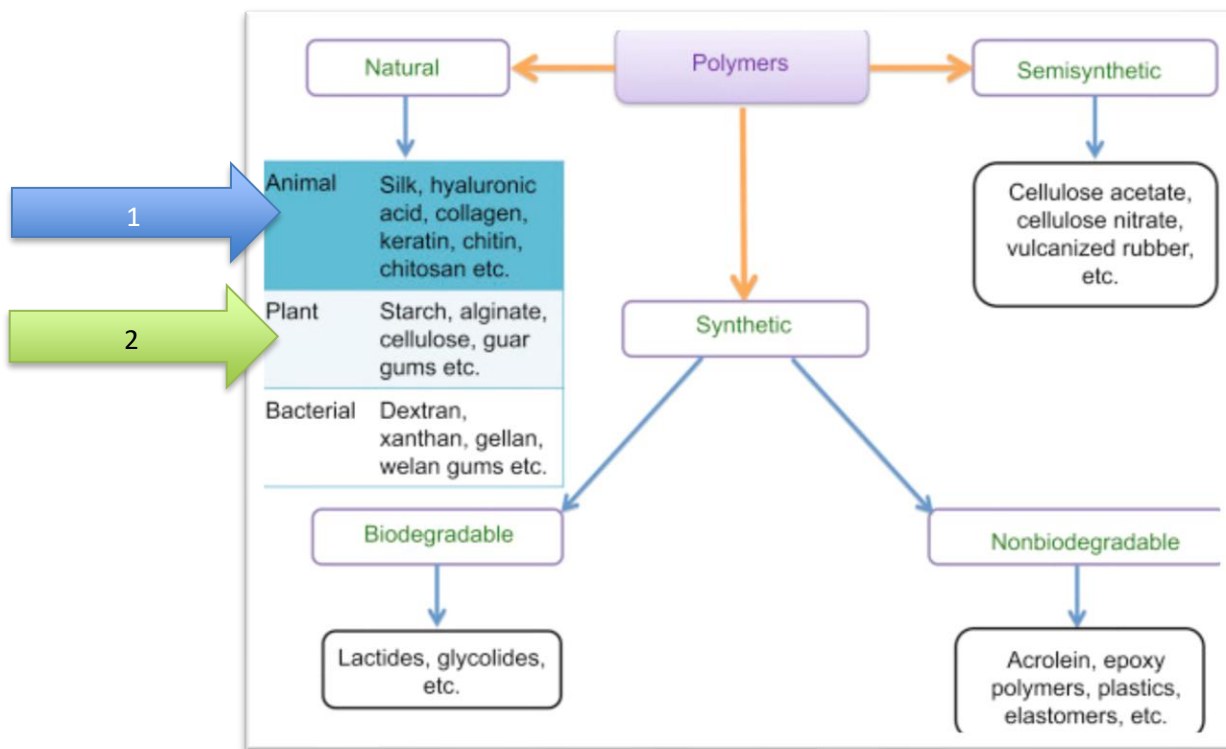 Polymers
Natural
Semisynthetic
1
Animal Silk, hyaluronic
acid, collagen,
keratin, chitin,
chitosan etc.
Cellulose acetate,
cellulose nitrate,
vulcanized rubber,
etc.
2
Plant Starch, alginate,
cellulose, guar
gums etc.
Synthetic
Bacterial Dextran,
xanthan, gellan,
welan gums etc.
Biodegradable
Nonbiodegradable
Lactides, glycolides,
etc.
Acrolein, epoxy
polymers, plastics,
elastomers, etc.